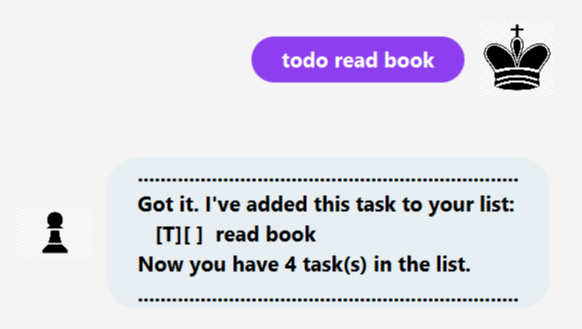 todo read book
...................................................................
Got it. I've added this task to your list:
[T][ ]  read book
Now you have 4 task(s) in the list.
...................................................................